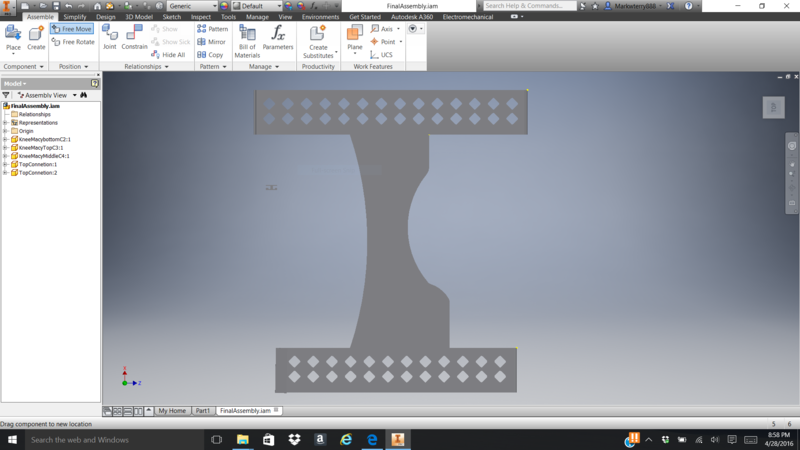 FinalAssembly.iam
Generic
Default
Search Help & Commands...
Markwterry888
Assemble Simplify Design 3D Model Sketch Inspect Tools Manage View Environments Get Started Autodesk A360 Electromechanical
Place
Create
Free Move
Free Rotate
Joint
Constrain
Show
Show Sick
Hide All
Pattern
Mirror
Copy
Bill of
Materials
Parameters
Create
Substitutes
Plane
Axis
Point
UCS
Component
Position
Relationships
Pattern
Manage
Productivity
Work Features
Model
Assembly View
FinalAssembly.iam
Relationships
Representations
Origin
KneeMacybottomC2:1
KneeMacyTopC3:1
KneeMacyMiddleC4:1
TopConnetion:1
TopConnetion:2
X
Z
My Home
Part1
FinalAssembly.iam
Drag component to new location
5 6
Search the web and Windows
8:58 PM
4/28/2016